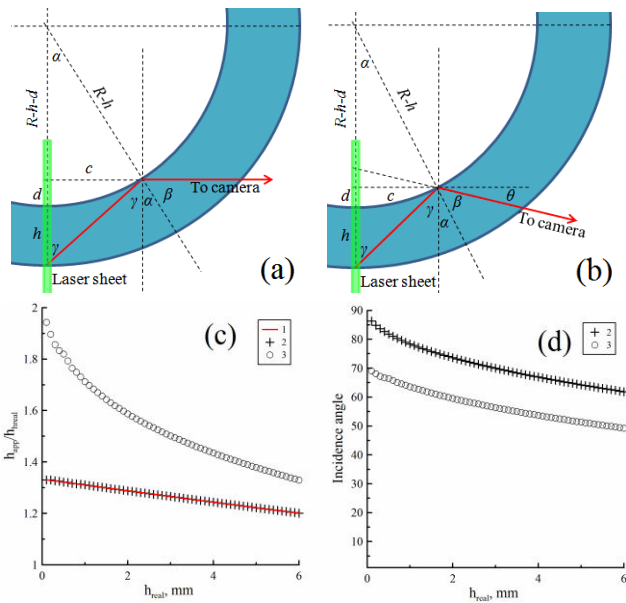 α
R-h-d
R-h
c
d
To camera
γ
α
β
h
γ
Laser sheet
(a)
α
R-h-d
R-h
d
c
β
θ
γ
To camera
α
h
γ
Laser sheet
(b)
(c)
1
2
3
2
1.8
1.6
1.4
1.2
1
0
2
4
6
h_app/h_hreal
h_real, mm
(d)
2
3
90
80
70
60
50
40
30
20
10
0
2
4
6
Incidence angle
h_real, mm